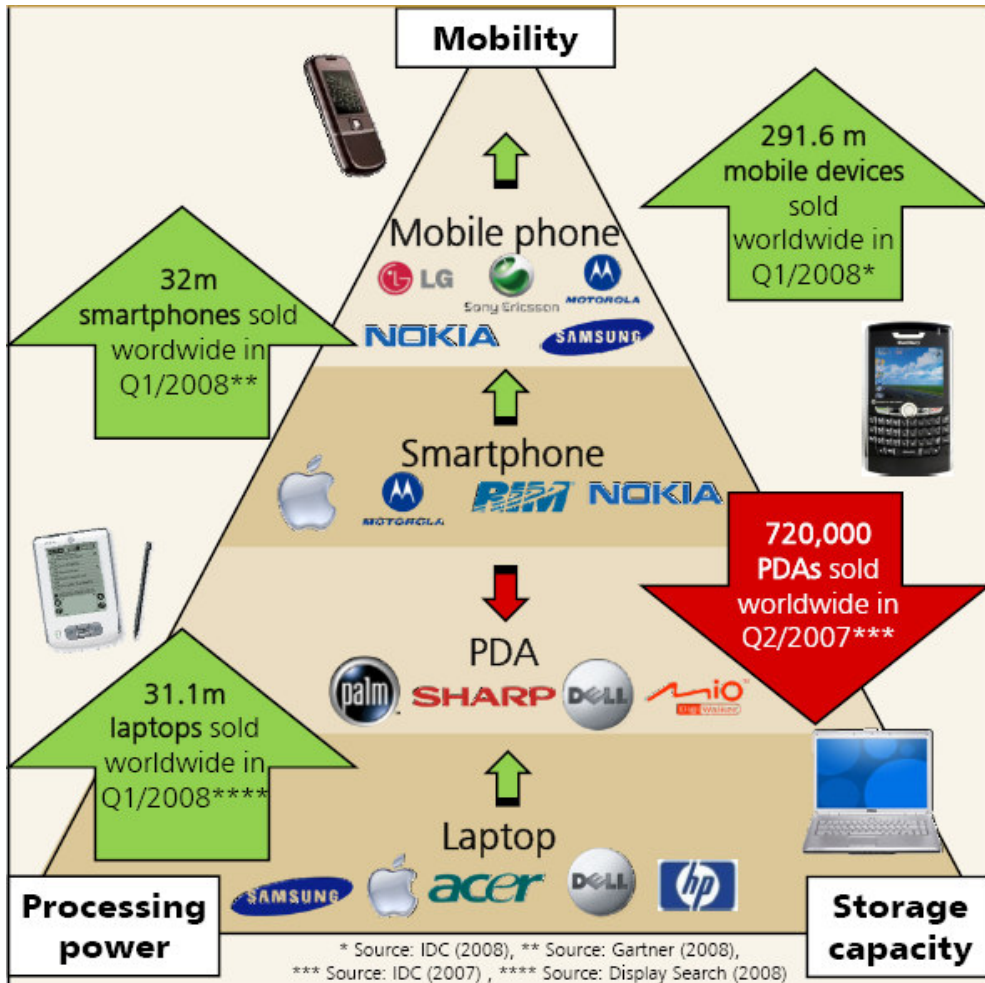 Mobility
291.6 m
mobile devices
sold
worldwide in
Q1/2008*
32m
smartphones sold
wordwide in
Q1/2008**
Mobile phone
LG
Sony Ericsson
MOTOROLA
NOKIA
SAMSUNG
Smartphone
MOTOROLA
RIM
NOKIA
720,000
PDAs sold
worldwide in
Q2/2007***
PDA
palm
SHARP
DELL
Mio
DigiWalker
31.1m
laptops sold
worldwide in
Q1/2008****
Laptop
SAMSUNG
acer
DELL
hp
Processing
power
Storage
capacity
* Source: IDC (2008), ** Source: Gartner (2008),
*** Source: IDC (2007) , **** Source: Display Search (2008)